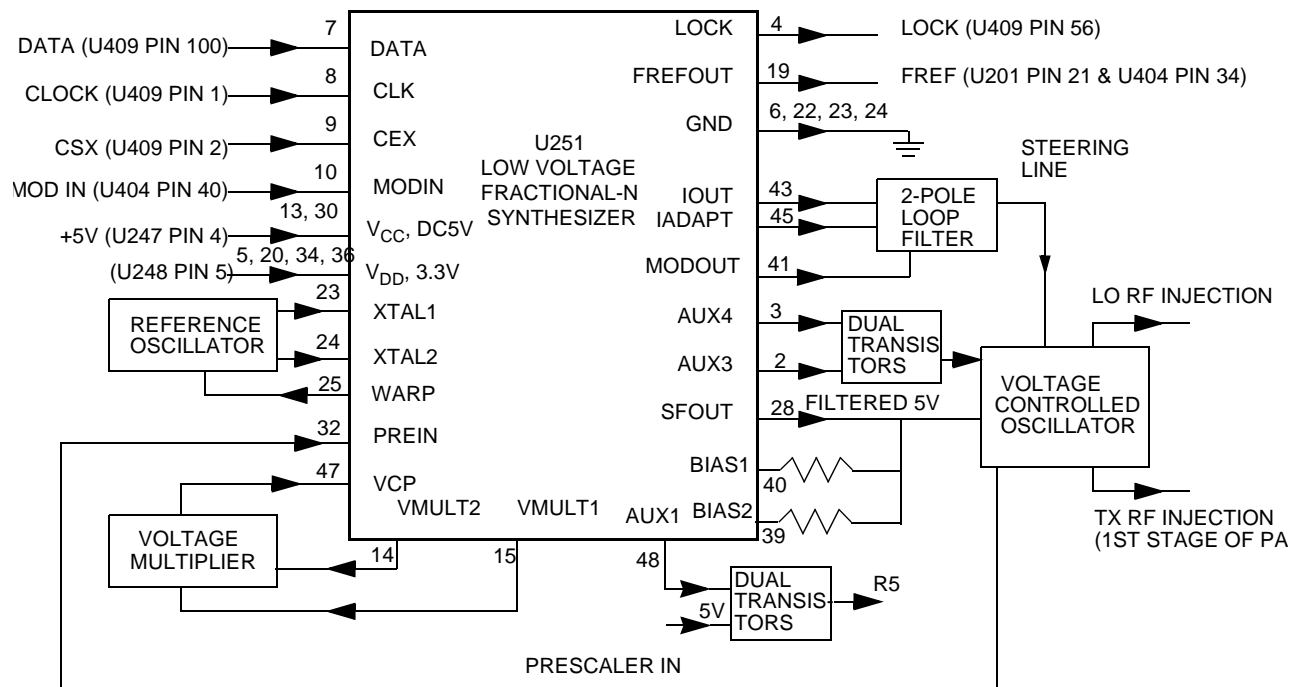 7
DATA (U409 PIN 100)
DATA
8
CLOCK (U409 PIN 1)
CLK
9
CSX (U409 PIN 2)
CEX
10
MOD IN (U404 PIN 40)
MODIN
13, 30
+5V (U247 PIN 4)
VCC, DC5V
5, 20, 34, 36
(U248 PIN 5)
VDD, 3.3V
23
REFERENCE
OSCILLATOR
XTAL1
24
XTAL2
25
WARP
32
PREIN
47
VCP
VOLTAGE
MULTIPLIER
VMULT2
14
VMULT1
15
AUX1
48
U251
LOW VOLTAGE
FRACTIONAL-N
SYNTHESIZER
LOCK
4
LOCK (U409 PIN 56)
FREFOUT
19
FREF (U201 PIN 21 & U404 PIN 34)
GND
6, 22, 23, 24
IOUT
43
IADAPT
45
2-POLE
LOOP
FILTER
STEERING
LINE
MODOUT
41
AUX4
3
AUX3
2
DUAL
TRANSIS
TORS
SFOUT
28
FILTERED 5V
BIAS1
40
BIAS2
39
LO RF INJECTION
VOLTAGE
CONTROLLED
OSCILLATOR
TX RF INJECTION
(1ST STAGE OF PA
5V
DUAL
TRANSIS
TORS
R5
PRESCALER IN